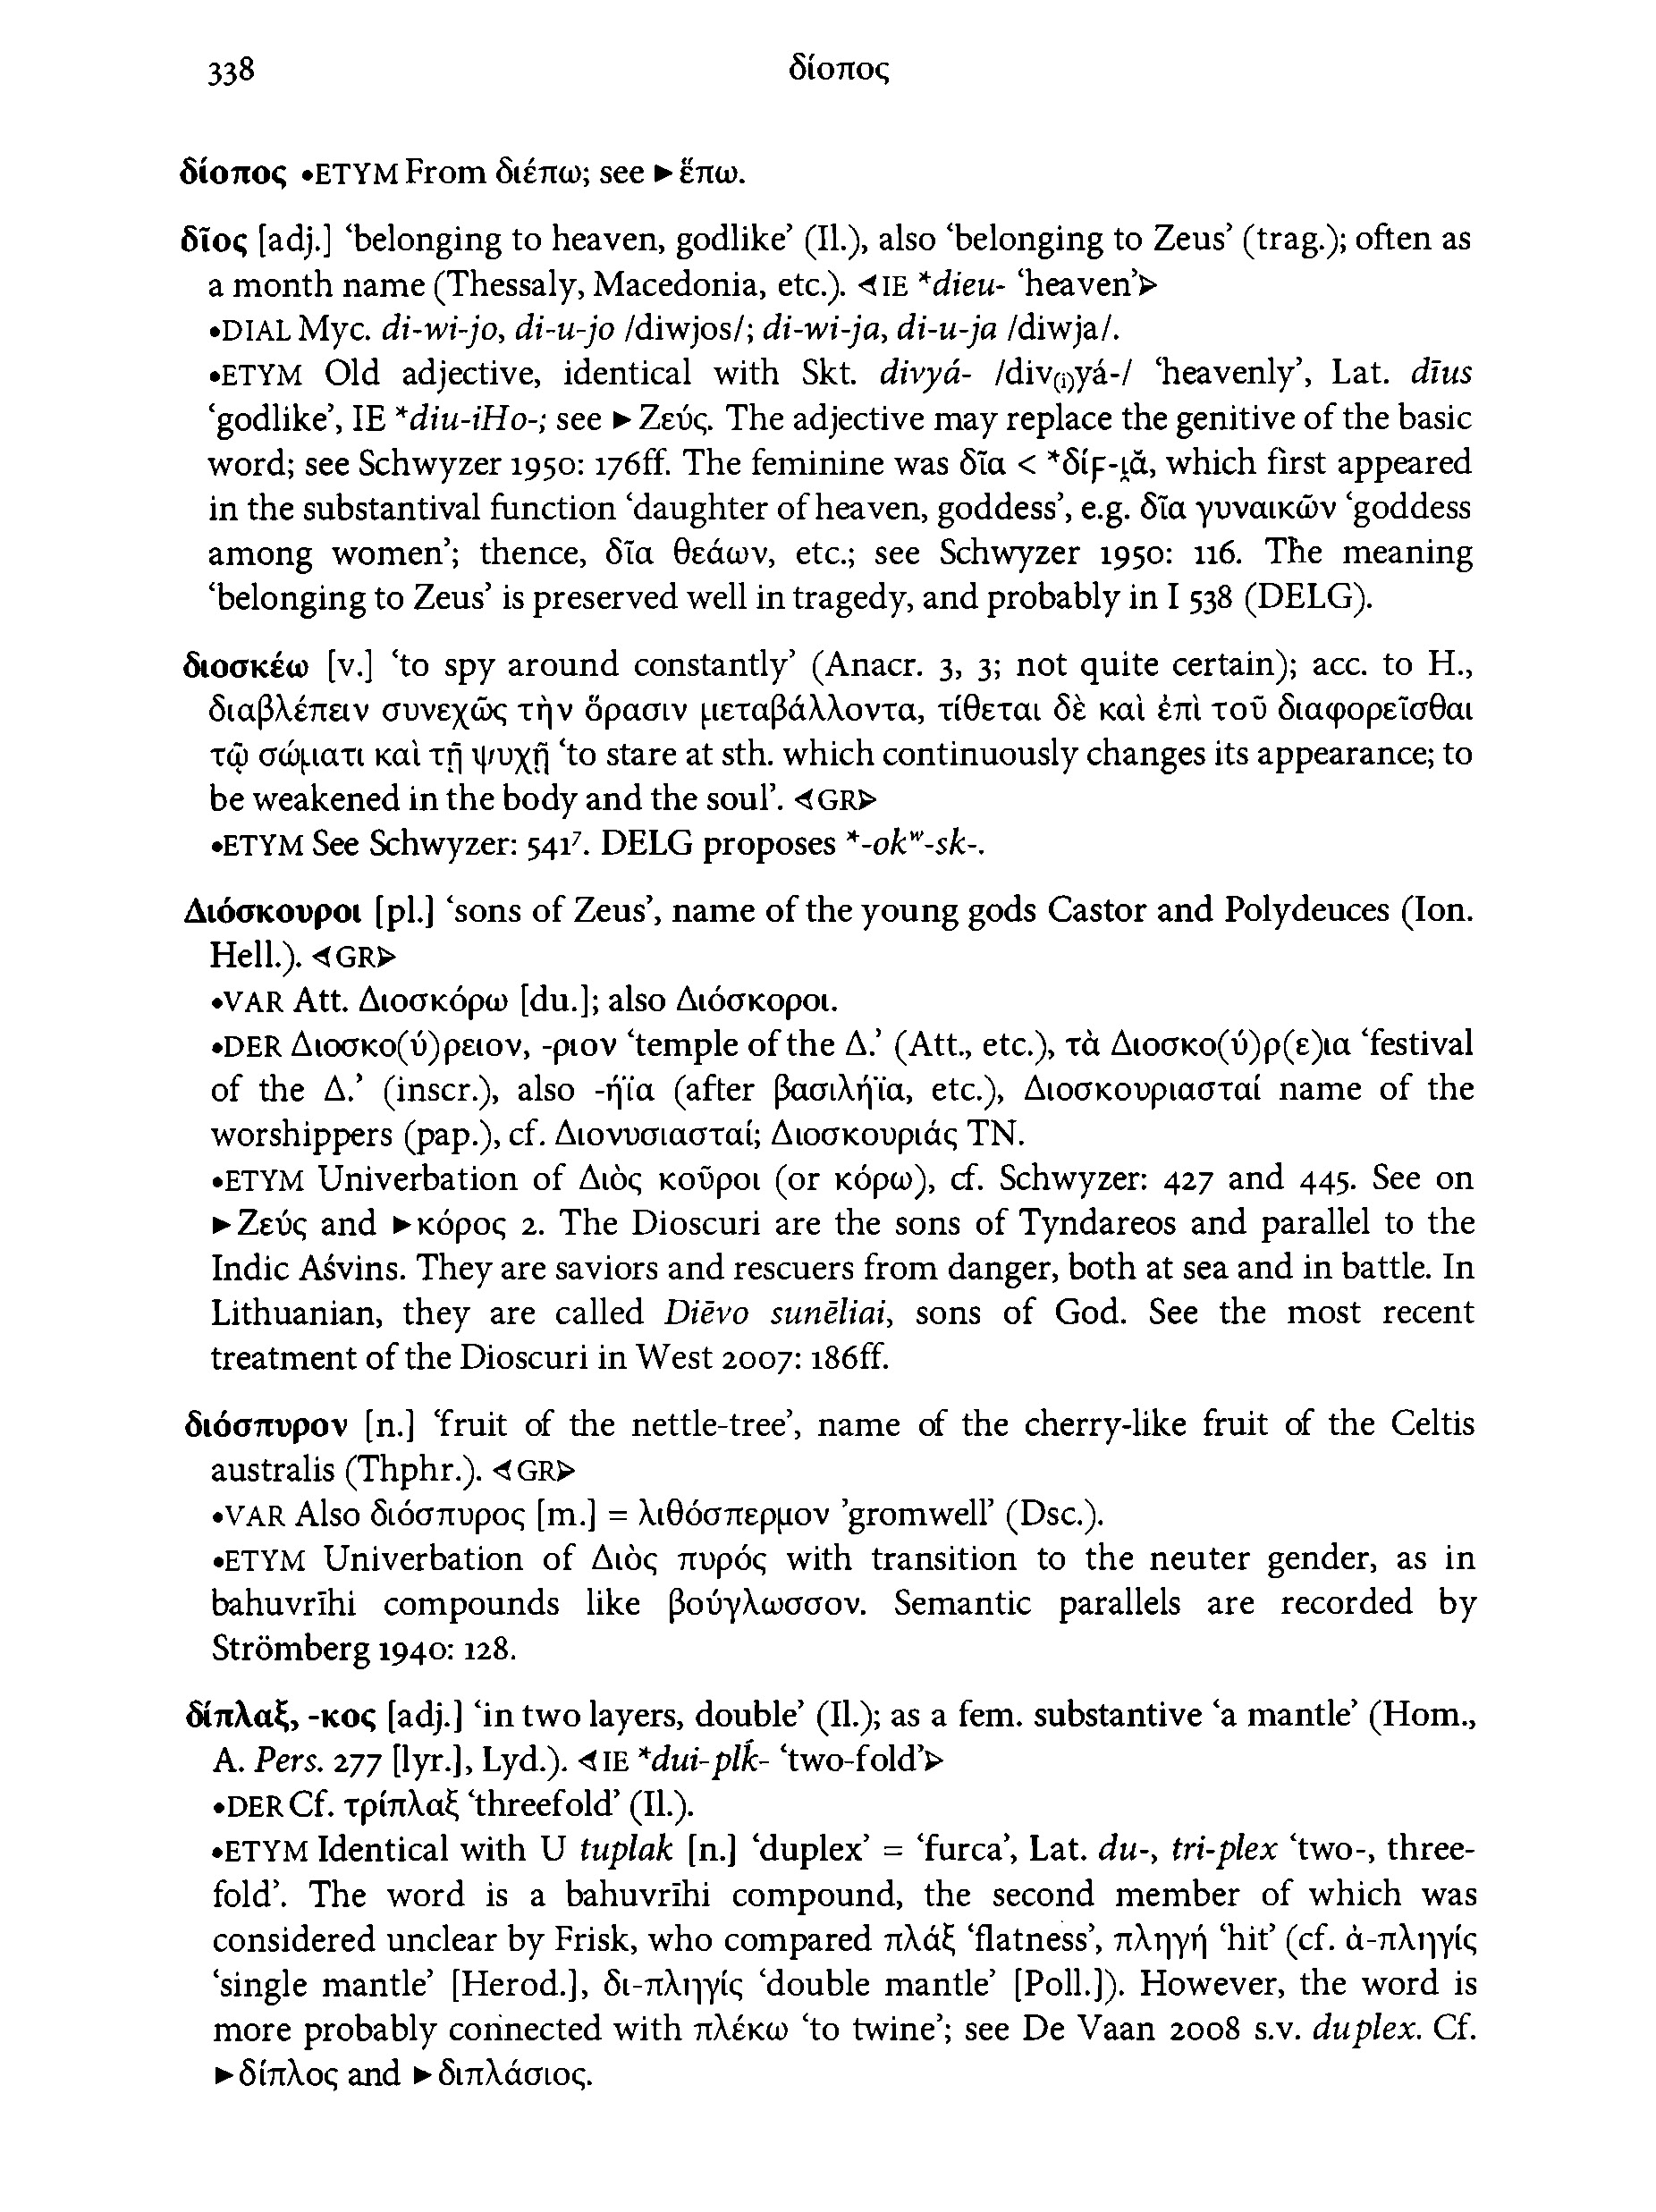 338 δίοπος
δίοπος •ETYM From διέπω; see ►ἕπω.
δῖος [adj.] ‘belonging to heaven, godlike’ (Il.), also ‘belonging to Zeus’ (trag.); often as
a month name (Thessaly, Macedonia, etc.). ◄IE *dieu- ‘heaven’►
•DIAL Myc. di-wi-jo, di-u-jo /diwjos/; di-wi-ja, di-u-ja /diwja/.
•ETYM Old adjective, identical with Skt. divyá- /div(i)yá-/ ‘heavenly’, Lat. dīus
‘godlike’, IE *diu-iHo-; see ►Ζεύς. The adjective may replace the genitive of the basic
word; see Schwyzer 1950: 176ff. The feminine was δῖα < *δίϝ-ι̯ᾰ, which first appeared
in the substantival function ‘daughter of heaven, goddess’, e.g. δῖα γυναικῶν ‘goddess
among women’; thence, δῖα θεάων, etc.; see Schwyzer 1950: 116. The meaning
‘belonging to Zeus’ is preserved well in tragedy, and probably in I 538 (DELG).
διοσκέω [v.] ‘to spy around constantly’ (Anacr. 3, 3; not quite certain); acc. to H.,
διαβλέπειν συνεχῶς τὴν ὅρασιν μεταβάλλοντα, τίθεται δὲ καὶ ἐπὶ τοῦ διαφορεῖσθαι
τῷ σώματι καὶ τῇ ψυχῇ ‘to stare at sth. which continuously changes its appearance; to
be weakened in the body and the soul’. ◄GR►
•ETYM See Schwyzer: 541⁷. DELG proposes *-okʷ-sk-.
Διόσκουροι [pl.] ‘sons of Zeus’, name of the young gods Castor and Polydeuces (Ion.
Hell.). ◄GR►
•VAR Att. Διοσκόρω [du.]; also Διόσκοροι.
•DER Διοσκο(ύ)ρειον, -ριον ‘temple of the Δ.’ (Att., etc.), τὰ Διοσκο(ύ)ρ(ε)ια ‘festival
of the Δ.’ (inscr.), also -ήϊα (after βασιλήϊα, etc.), Διοσκουριασταί name of the
worshippers (pap.), cf. Διονυσιασταί; Διοσκουριάς TN.
•ETYM Univerbation of Διὸς κοῦροι (or κόρω), cf. Schwyzer: 427 and 445. See on
►Ζεύς and ►κόρος 2. The Dioscuri are the sons of Tyndareos and parallel to the
Indic Aśvins. They are saviors and rescuers from danger, both at sea and in battle. In
Lithuanian, they are called Diẽvo sunẽliai, sons of God. See the most recent
treatment of the Dioscuri in West 2007: 186ff.
διόσπυρον [n.] ‘fruit of the nettle-tree’, name of the cherry-like fruit of the Celtis
australis (Thphr.). ◄GR►
•VAR Also διόσπυρος [m.] = λιθόσπερμον ’gromwell’ (Dsc.).
•ETYM Univerbation of Διὸς πυρός with transition to the neuter gender, as in
bahuvrīhi compounds like βούγλωσσον. Semantic parallels are recorded by
Strömberg 1940: 128.
δίπλαξ, -κος [adj.] ‘in two layers, double’ (Il.); as a fem. substantive ‘a mantle’ (Hom.,
A. Pers. 277 [lyr.], Lyd.). ◄IE *dui-plḱ- ‘two-fold’►
•DER Cf. τρίπλαξ ‘threefold’ (Il.).
•ETYM Identical with U tuplak [n.] ‘duplex’ = ‘furca’, Lat. du-, tri-plex ‘two-, three-
fold’. The word is a bahuvrīhi compound, the second member of which was
considered unclear by Frisk, who compared πλάξ ‘flatness’, πληγή ‘hit’ (cf. ἁ-πληγίς
‘single mantle’ [Herod.], δι-πληγίς ‘double mantle’ [Poll.]). However, the word is
more probably connected with πλέκω ‘to twine’; see De Vaan 2008 s.v. duplex. Cf.
►δίπλος and ►διπλάσιος.